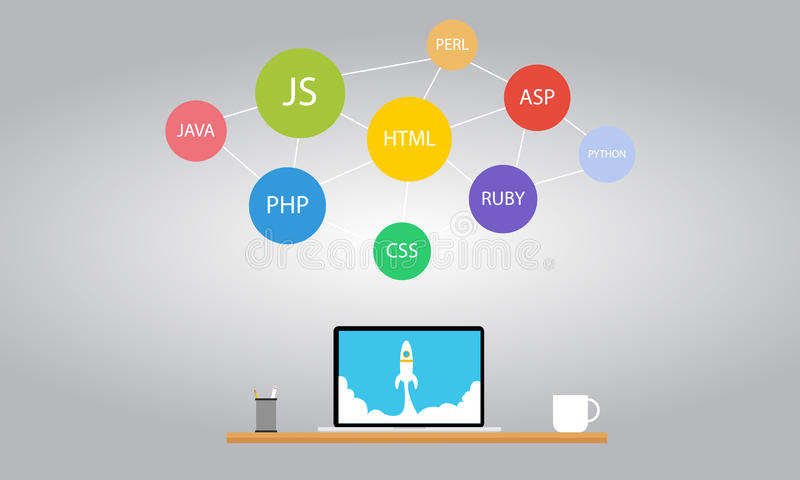 PERL
JS
ASP
JAVA
HTML
PYTHON
PHP
RUBY
CSS
dreamstime